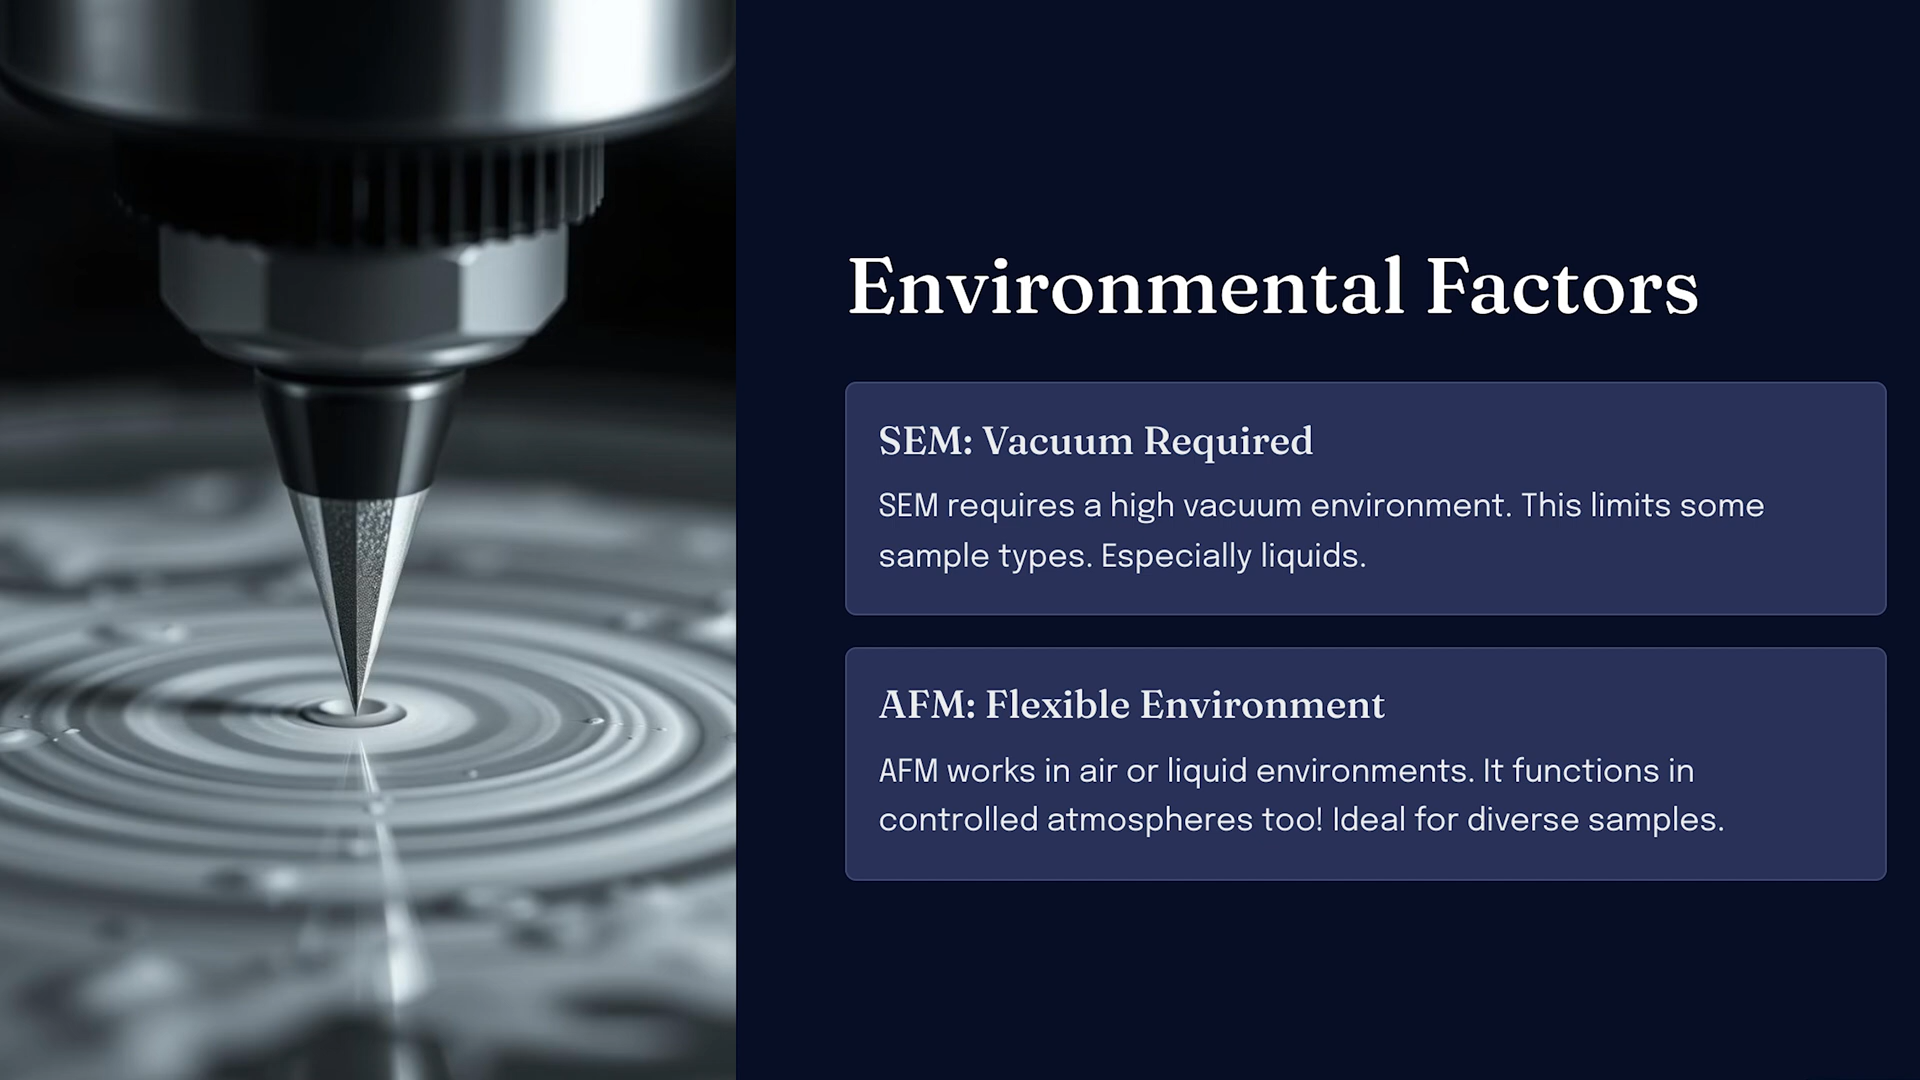 Environmental Factors
SEM: Vacuum Required
SEM requires a high vacuum environment. This limits some
sample types. Especially liquids.
AFM: Flexible Environment
AFM works in air or liquid environments. It functions in
controlled atmospheres too! Ideal for diverse samples.